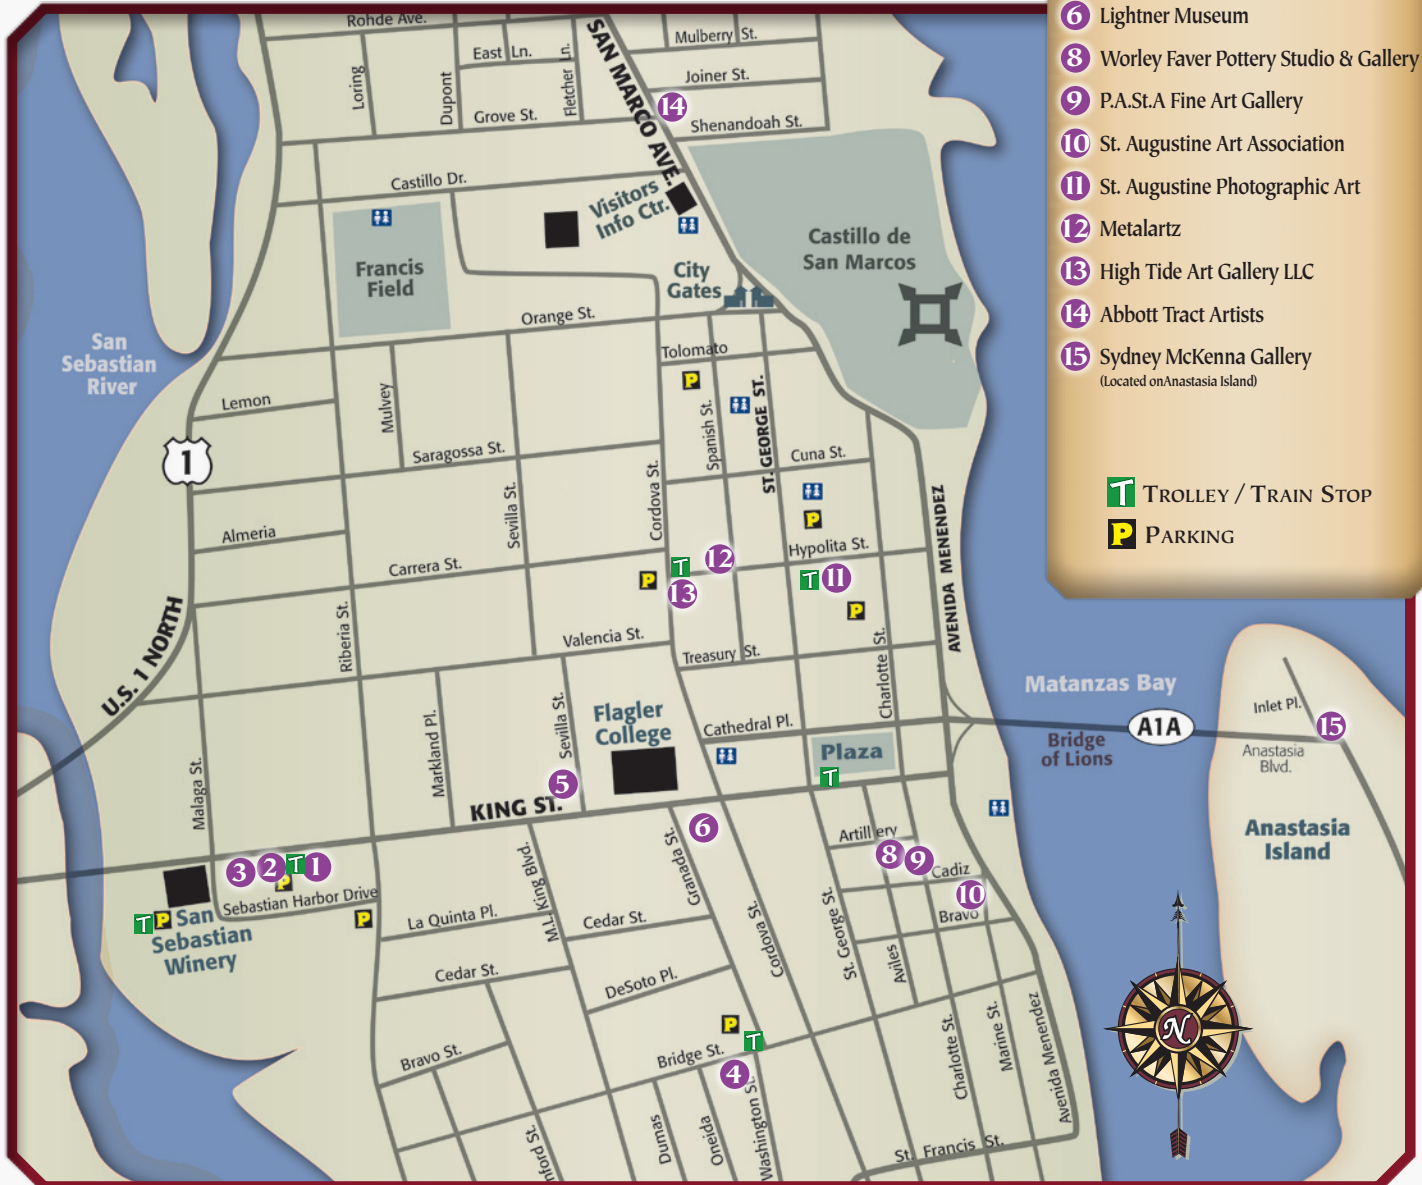 6 Lightner Museum
8 Worley Faver Pottery Studio & Gallery
9 P.A.St.A Fine Art Gallery
10 St. Augustine Art Association
11 St. Augustine Photographic Art
12 Metalartz
13 High Tide Art Gallery LLC
14 Abbott Tract Artists
15 Sydney McKenna Gallery
(Located onAnastasia Island)
T Trolley / Train Stop
P Parking
Rohde Ave.
East Ln.
Loring
Dupont
Fletcher Ln.
Grove St.
SAN MARCO AVE.
Mulberry St.
Joiner St.
14
Shenandoah St.
Castillo Dr.
Visitors
Info Ctr.
Francis
Field
City
Gates
Castillo de
San Marcos
Orange St.
San
Sebastian
River
Tolomato
P
Lemon
Mulvey
Spanish St.
ST. GEORGE ST.
Saragossa St.
Cuna St.
1
Cordova St.
Sevilla St.
Almeria
P
Hypolita St.
AVENIDA MENENDEZ
Carrera St.
T
12
P
13
T
11
P
U.S. 1 NORTH
Riberia St.
Valencia St.
Treasury St.
Charlotte St.
Matanzas Bay
A1A
Bridge
of Lions
Inlet Pl.
15
Anastasia
Blvd.
Anastasia
Island
Flagler
College
Sevilla St.
Markland Pl.
Malaga St.
Cathedral Pl.
Plaza
T
5
KING ST.
6
Artillery
8
9
Cadiz
10
Bravo
3
2
T
1
P
Sebastian Harbor Drive
T
P
San
Sebastian
Winery
P
La Quinta Pl.
M.L. King Blvd.
Granada St.
Cedar St.
Cordova St.
St. George St.
Aviles
Cedar St.
DeSoto Pl.
P
T
Bravo St.
Bridge St.
4
Charlotte St.
Marine St.
Avenida Menendez
Dumas
Oneida
Washington St.
nford St.
St. Francis St.
N